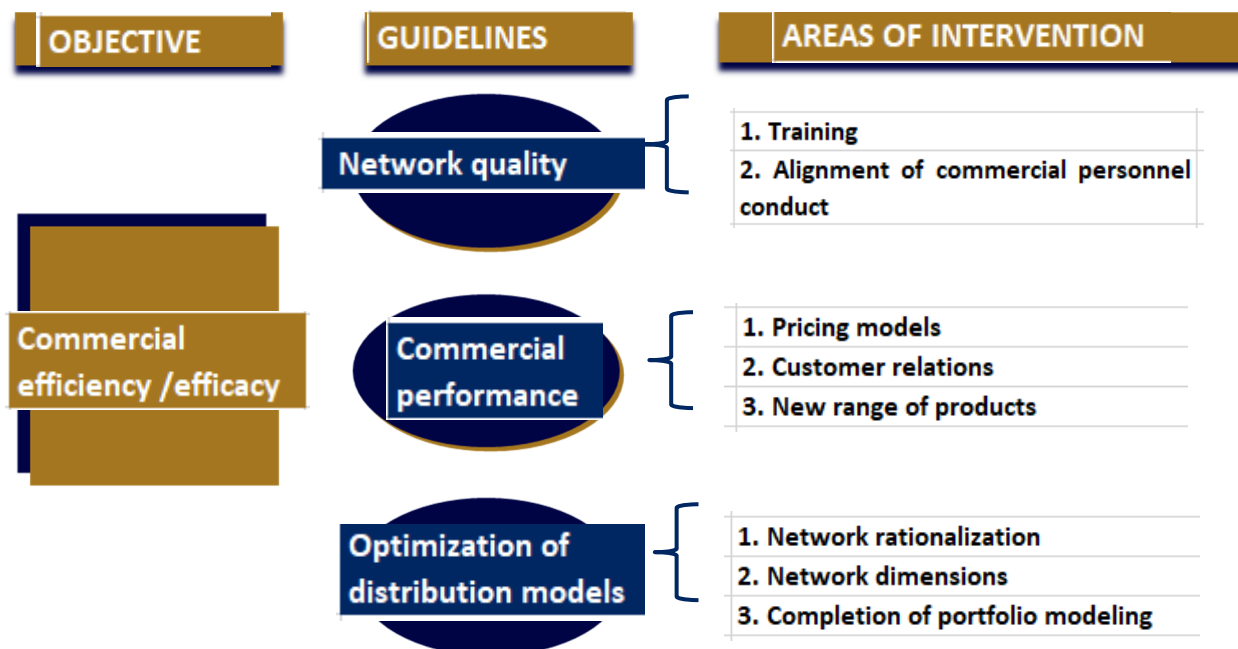 OBJECTIVE
GUIDELINES
AREAS OF INTERVENTION
Commercial
efficiency /efficacy
Network quality
1. Training
2. Alignment of commercial personnel
conduct
Commercial
performance
1. Pricing models
2. Customer relations
3. New range of products
Optimization of
distribution models
1. Network rationalization
2. Network dimensions
3. Completion of portfolio modeling